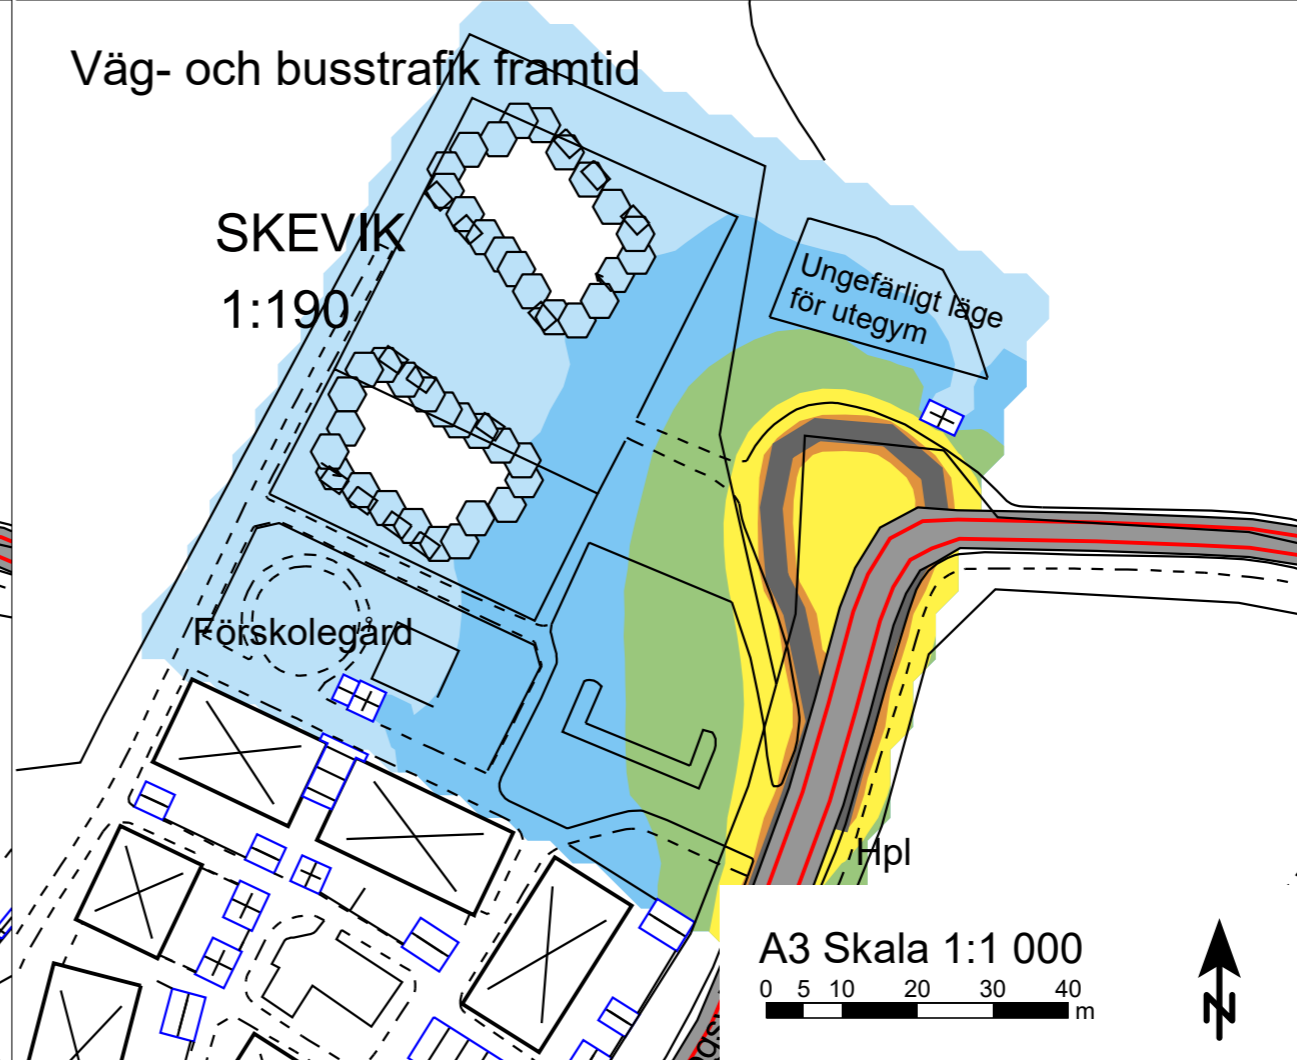 Väg- och busstrafik framtid
SKEVIK
1:190
Ungefärligt läge
för utegym
Förskolegård
Hpl
A3 Skala 1:1 000
0 5 10 20 30 40
m
N